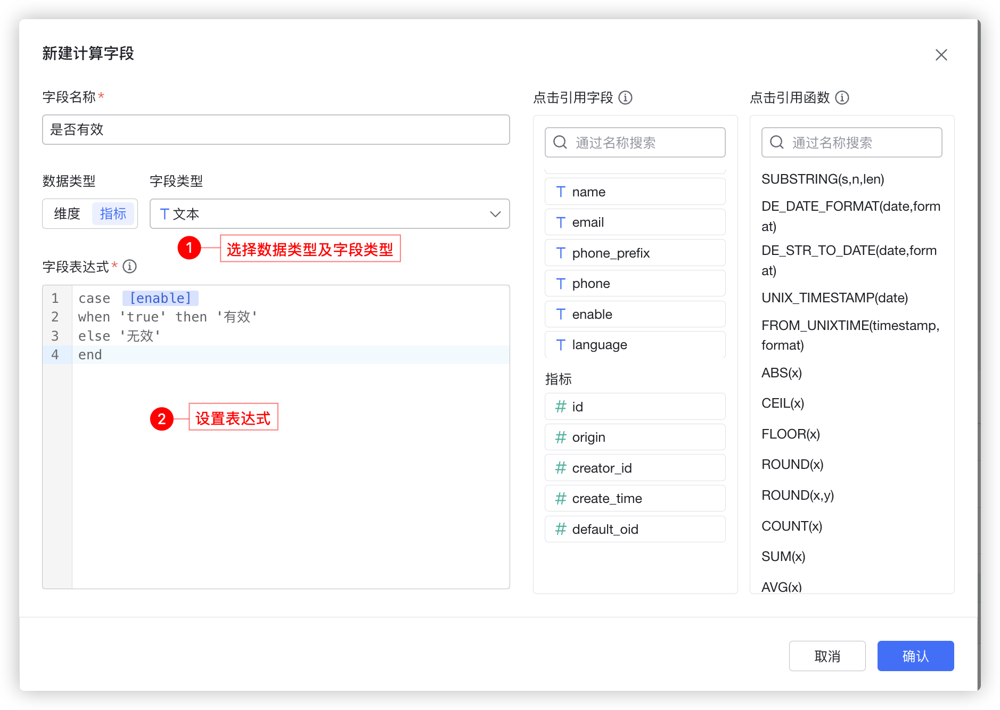 新建计算字段
字段名称*
是否有效
数据类型
字段类型
维度
指标
T 文本
1
选择数据类型及字段类型
字段表达式*
1 case [enable]
2 when 'true' then '有效'
3 else '无效'
4 end
2
设置表达式
点击引用字段
通过名称搜索
T name
T email
T phone_prefix
T phone
T enable
T language
指标
# id
# origin
# creator_id
# create_time
# default_oid
点击引用函数
通过名称搜索
SUBSTRING(s,n,len)
DE_DATE_FORMAT(date,form
at)
DE_STR_TO_DATE(date,form
at)
UNIX_TIMESTAMP(date)
FROM_UNIXTIME(timestamp,
format)
ABS(x)
CEIL(x)
FLOOR(x)
ROUND(x)
ROUND(x,y)
COUNT(x)
SUM(x)
AVG(x)
取消
确认